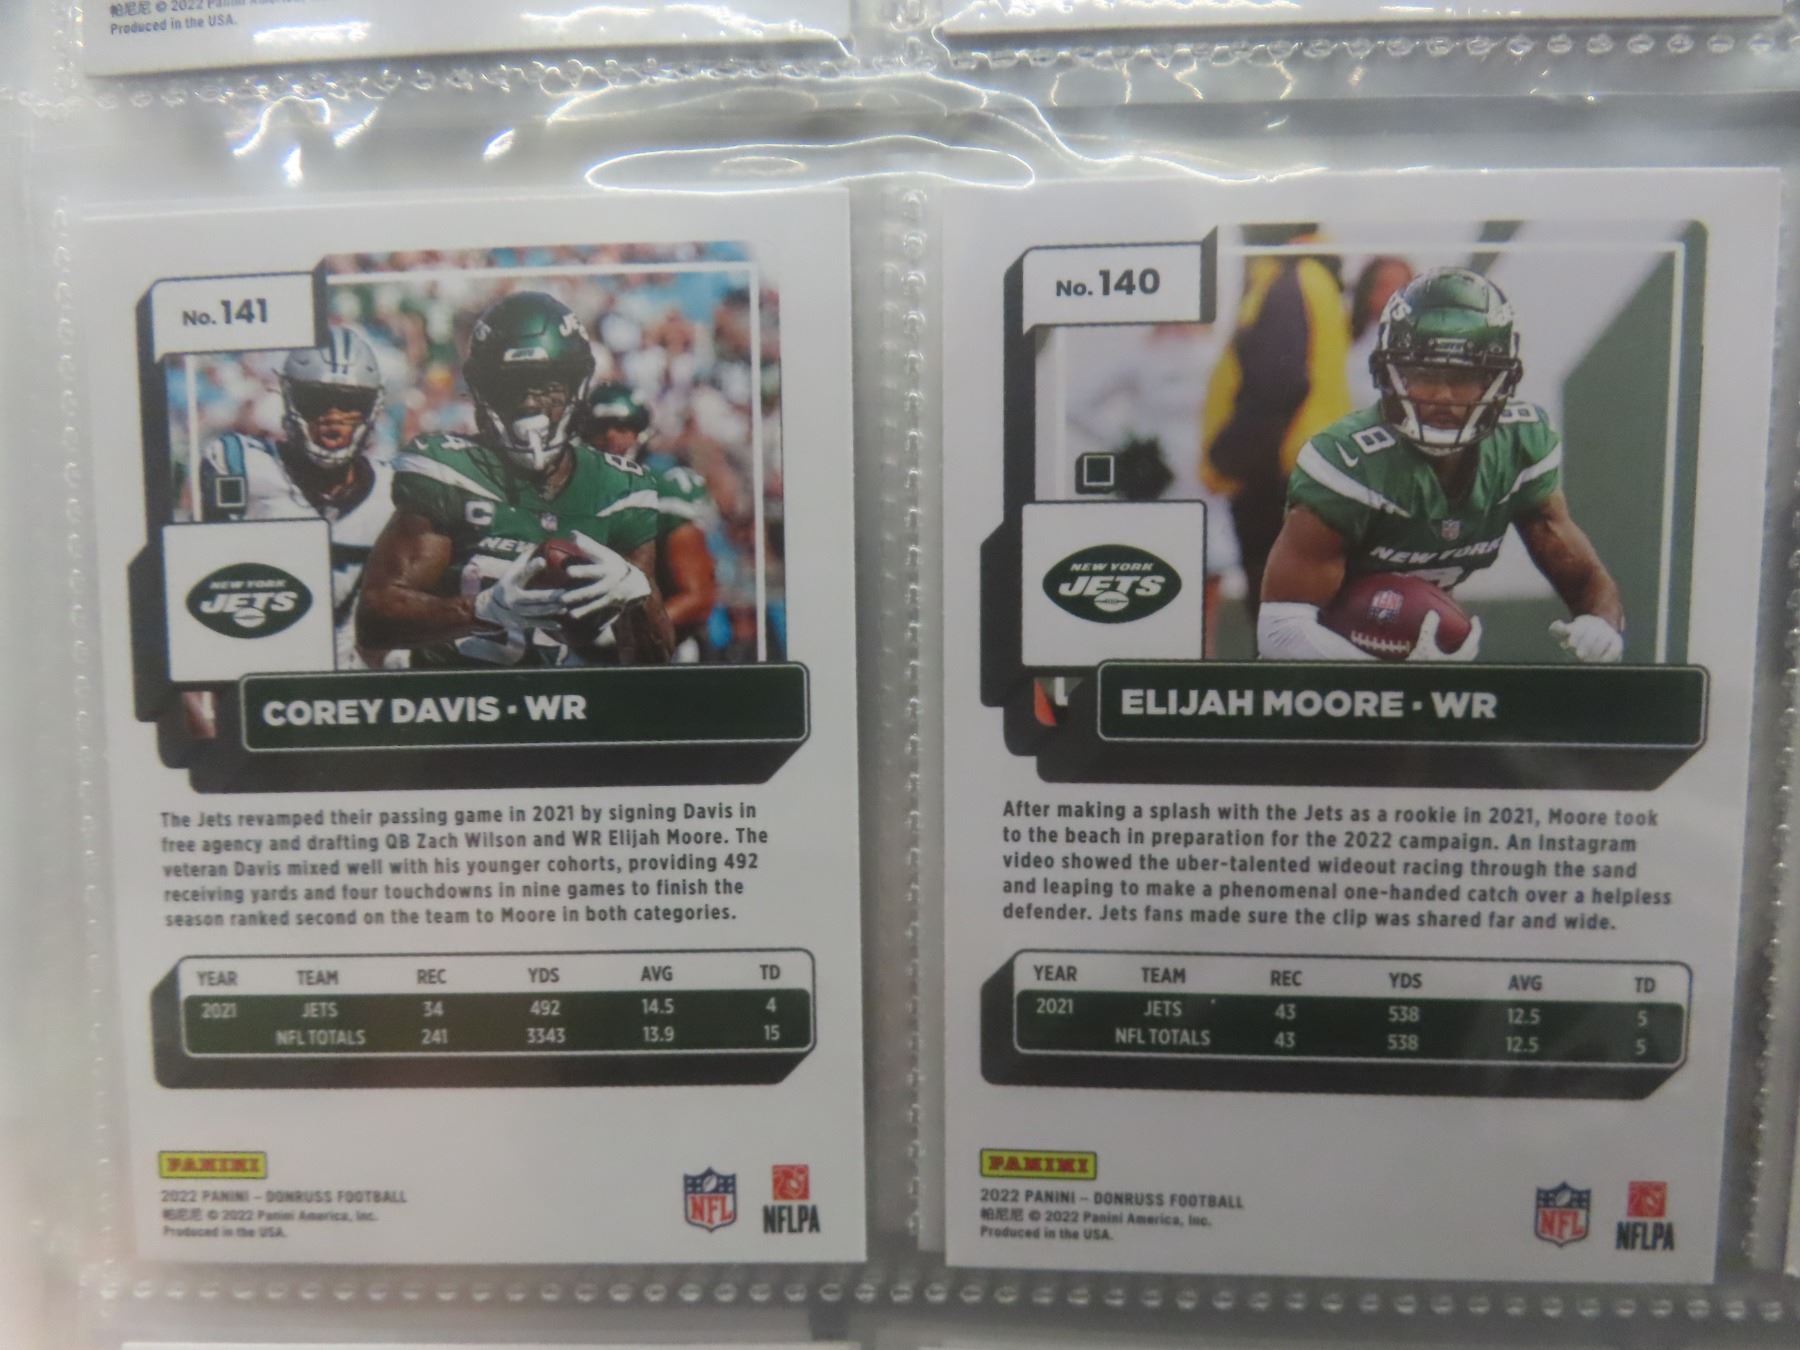 帕尼尼 © 2022 Panini America,
Produced in the USA.
No. 141
C
NEW
NEW YORK
JETS
COREY DAVIS · WR
The Jets revamped their passing game in 2021 by signing Davis in
free agency and drafting QB Zach Wilson and WR Elijah Moore. The
veteran Davis mixed well with his younger cohorts, providing 492
receiving yards and four touchdowns in nine games to finish the
season ranked second on the team to Moore in both categories.
YEAR TEAM REC YDS AVG TD
2021 JETS 34 492 14.5 4
NFL TOTALS 241 3343 13.9 15
PANINI
2022 PANINI – DONRUSS FOOTBALL
帕尼尼 © 2022 Panini America, Inc.
Produced in the USA.
NFL
NFLPA
No. 140
8
8
NEW YORK
NEW YORK
JETS
ELIJAH MOORE · WR
After making a splash with the Jets as a rookie in 2021, Moore took
to the beach in preparation for the 2022 campaign. An Instagram
video showed the uber-talented wideout racing through the sand
and leaping to make a phenomenal one-handed catch over a helpless
defender. Jets fans made sure the clip was shared far and wide.
YEAR TEAM REC YDS AVG TD
2021 JETS 43 538 12.5 5
NFL TOTALS 43 538 12.5 5
PANINI
2022 PANINI – DONRUSS FOOTBALL
帕尼尼 © 2022 Panini America, Inc.
Produced in the USA.
NFL
NFLPA